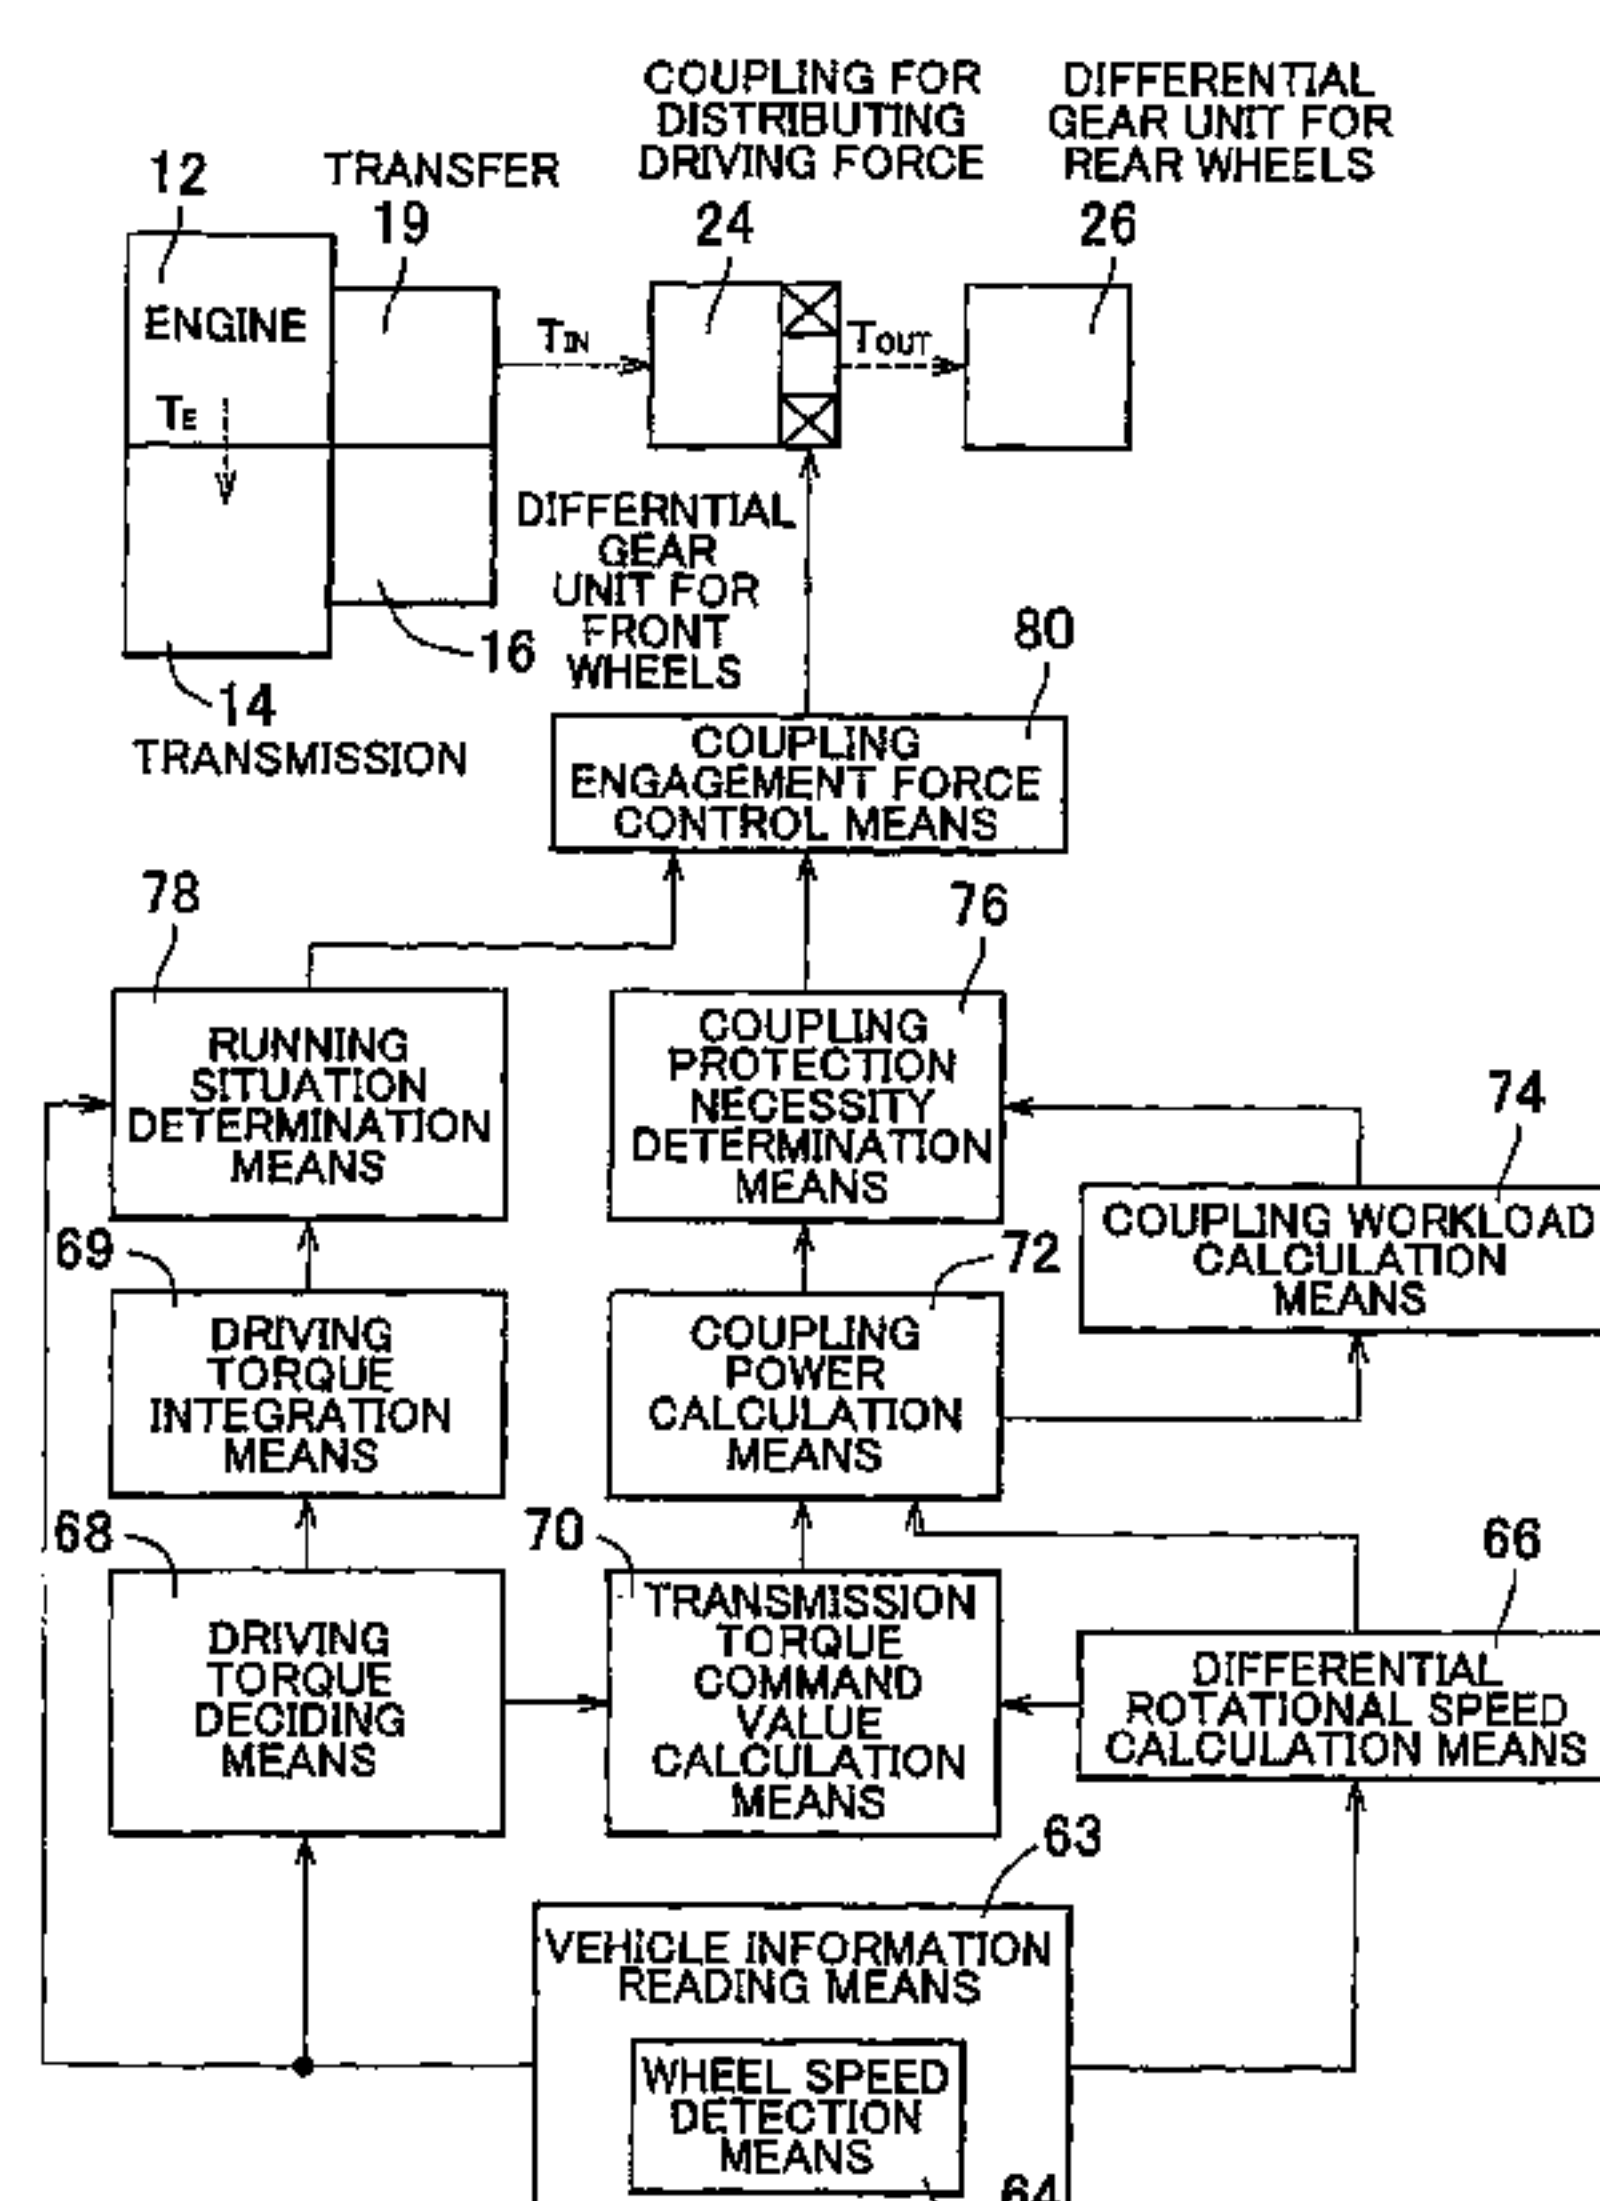 COUPLING FOR
DISTRIBUTING
DRIVING FORCE
24
DIFFERENTIAL
GEAR UNIT FOR
REAR WHEELS
26
12
TRANSFER
19
ENGINE
TE
TIN
TOUT
DIFFERNTIAL
GEAR
UNIT FOR
FRONT
WHEELS
16
14
TRANSMISSION
80
COUPLING
ENGAGEMENT FORCE
CONTROL MEANS
78
RUNNING
SITUATION
DETERMINATION
MEANS
76
COUPLING
PROTECTION
NECESSITY
DETERMINATION
MEANS
74
COUPLING WORKLOAD
CALCULATION
MEANS
69
DRIVING
TORQUE
INTEGRATION
MEANS
72
COUPLING
POWER
CALCULATION
MEANS
68
DRIVING
TORQUE
DECIDING
MEANS
70
TRANSMISSION
TORQUE
COMMAND
VALUE
CALCULATION
MEANS
66
DIFFERENTIAL
ROTATIONAL SPEED
CALCULATION MEANS
63
VEHICLE INFORMATION
READING MEANS
WHEEL SPEED
DETECTION
MEANS
64